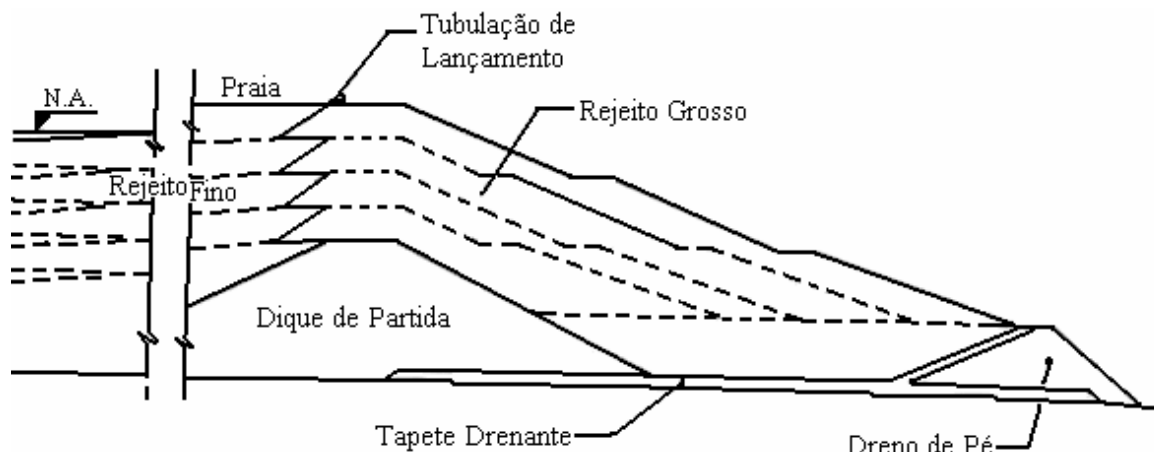 Tubulação de
Lançamento
N.A.
Praia
Rejeito Grosso
Rejeito Fino
Dique de Partida
Tapete Drenante
Dreno de Pé